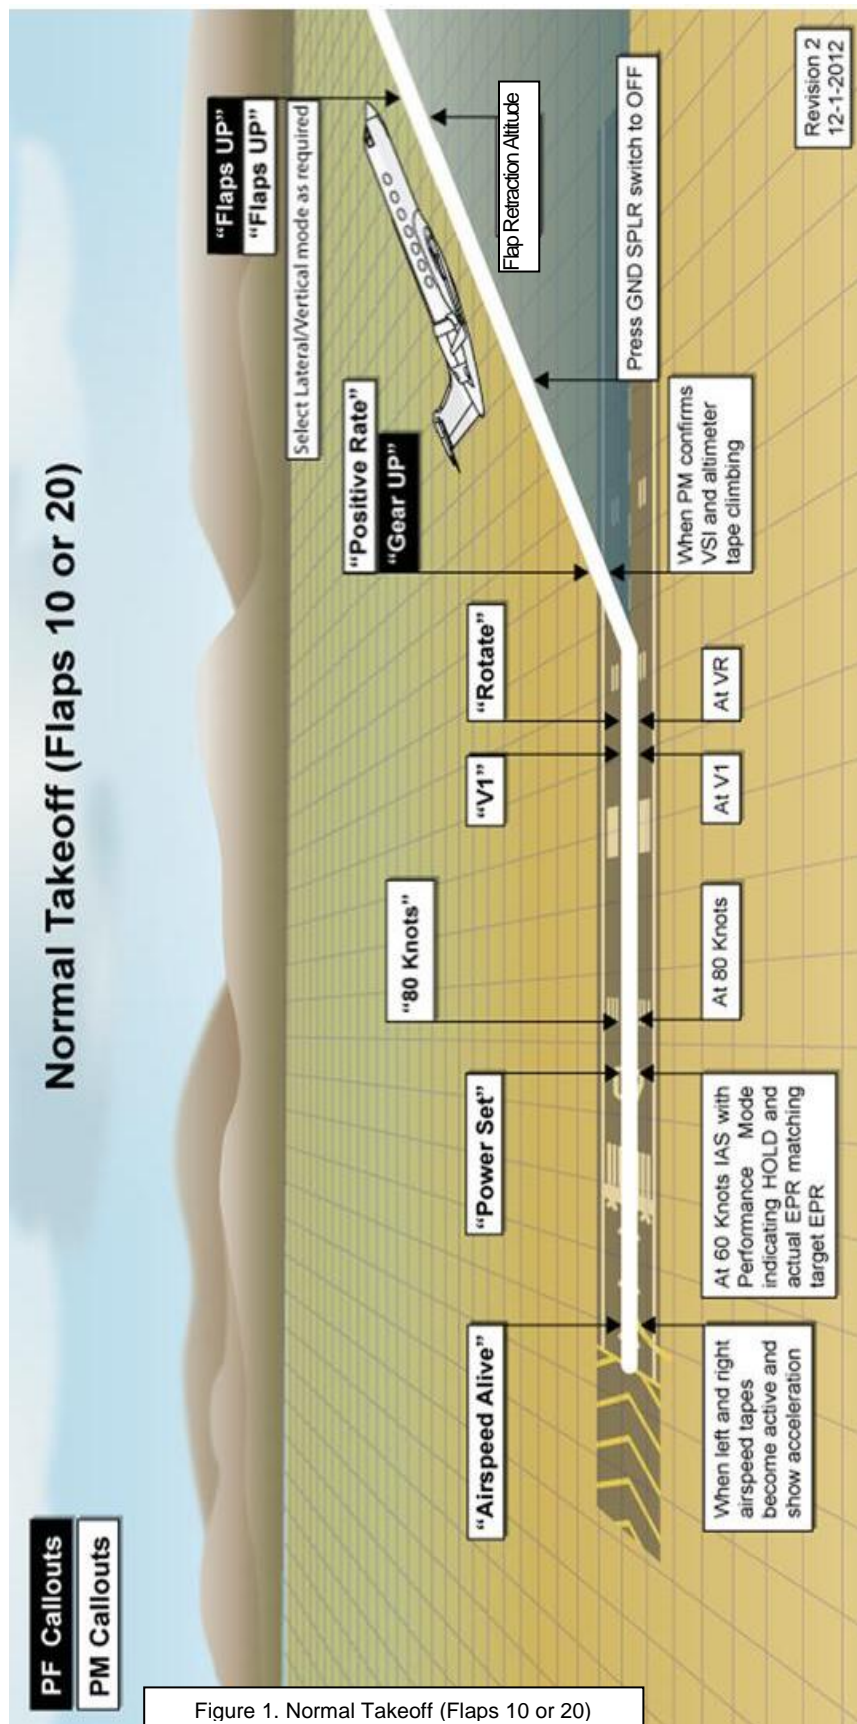 Normal Takeoff (Flaps 10 or 20)
PF Callouts
PM Callouts
“Airspeed Alive”
“Power Set”
“80 Knots”
“V1”
“Rotate”
“Positive Rate”
“Gear UP”
“Flaps UP”
“Flaps UP”
Select Lateral/Vertical mode as required
Flap Retraction Altitude
Press GND SPLR switch to OFF
When left and right
airspeed tapes
become active and
show acceleration
At 60 Knots IAS with
Performance Mode
indicating HOLD and
actual EPR matching
target EPR
At 80 Knots
At V1
At VR
When PM confirms
VSI and altimeter
tape climbing
Revision 2
12-1-2012
Figure 1. Normal Takeoff (Flaps 10 or 20)